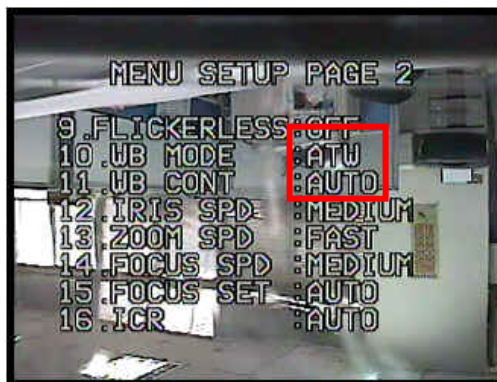 MENU SETUP PAGE 2
9.FLICKERLESS:OFF
10.WB MODE :ATW
11.WB CONT :AUTO
12.IRIS SPD :MEDIUM
13.ZOOM SPD :FAST
14.FOCUS SPD :MEDIUM
15.FOCUS SET :AUTO
16.ICR :AUTO